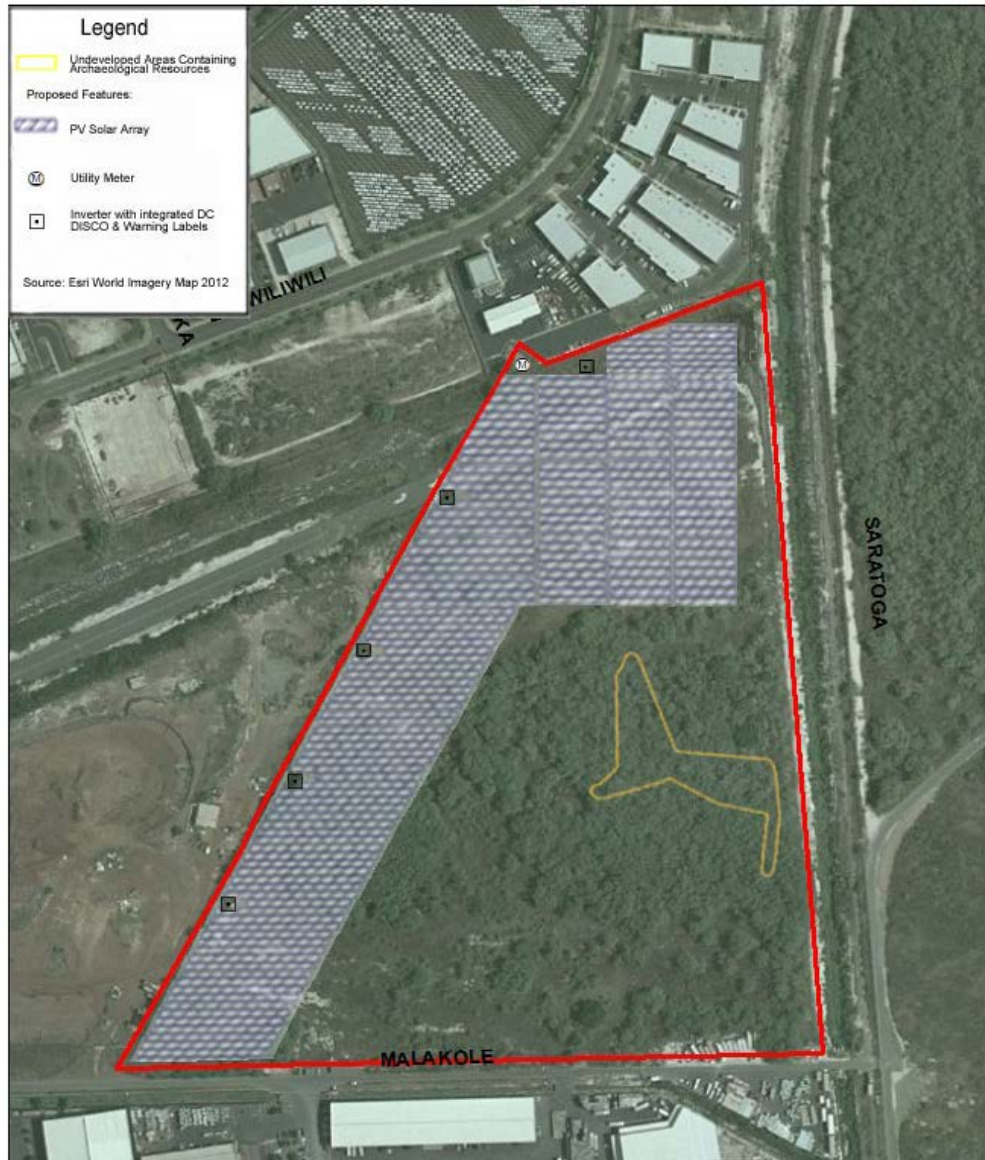 Legend
Undeveloped Areas Containing
Archaeological Resources
Proposed Features:
PV Solar Array
M
Utility Meter
Inverter with integrated DC
DISCO & Warning Labels
Source: Esri World Imagery Map 2012
WILIWILI
M
SARATOGA
MALAKOLE